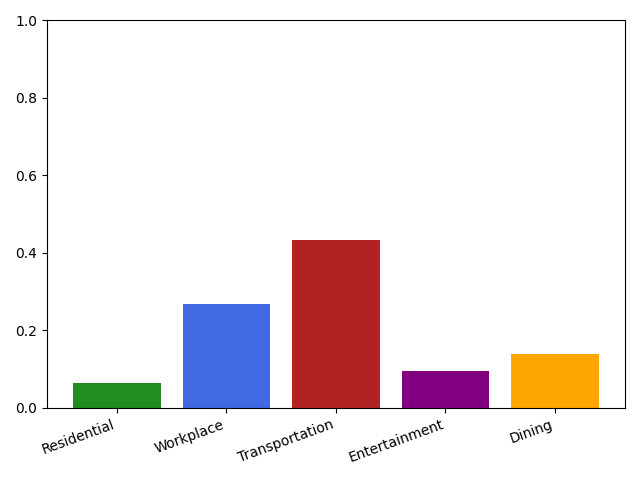 1.0
0.8
0.6
0.4
0.2
0.0
Residential
Workplace
Transportation
Entertainment
Dining